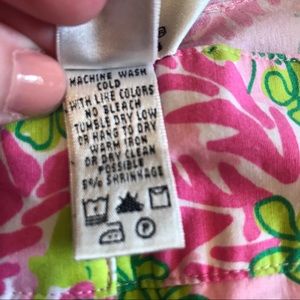 MACHINE WASH
COLD
WITH LIKE COLORS
NO BLEACH
TUMBLE DRY LOW
OR HANG TO DRY
WARM IRON
OR DRY CLEAN
POSSIBLE
5% SHRINKAGE